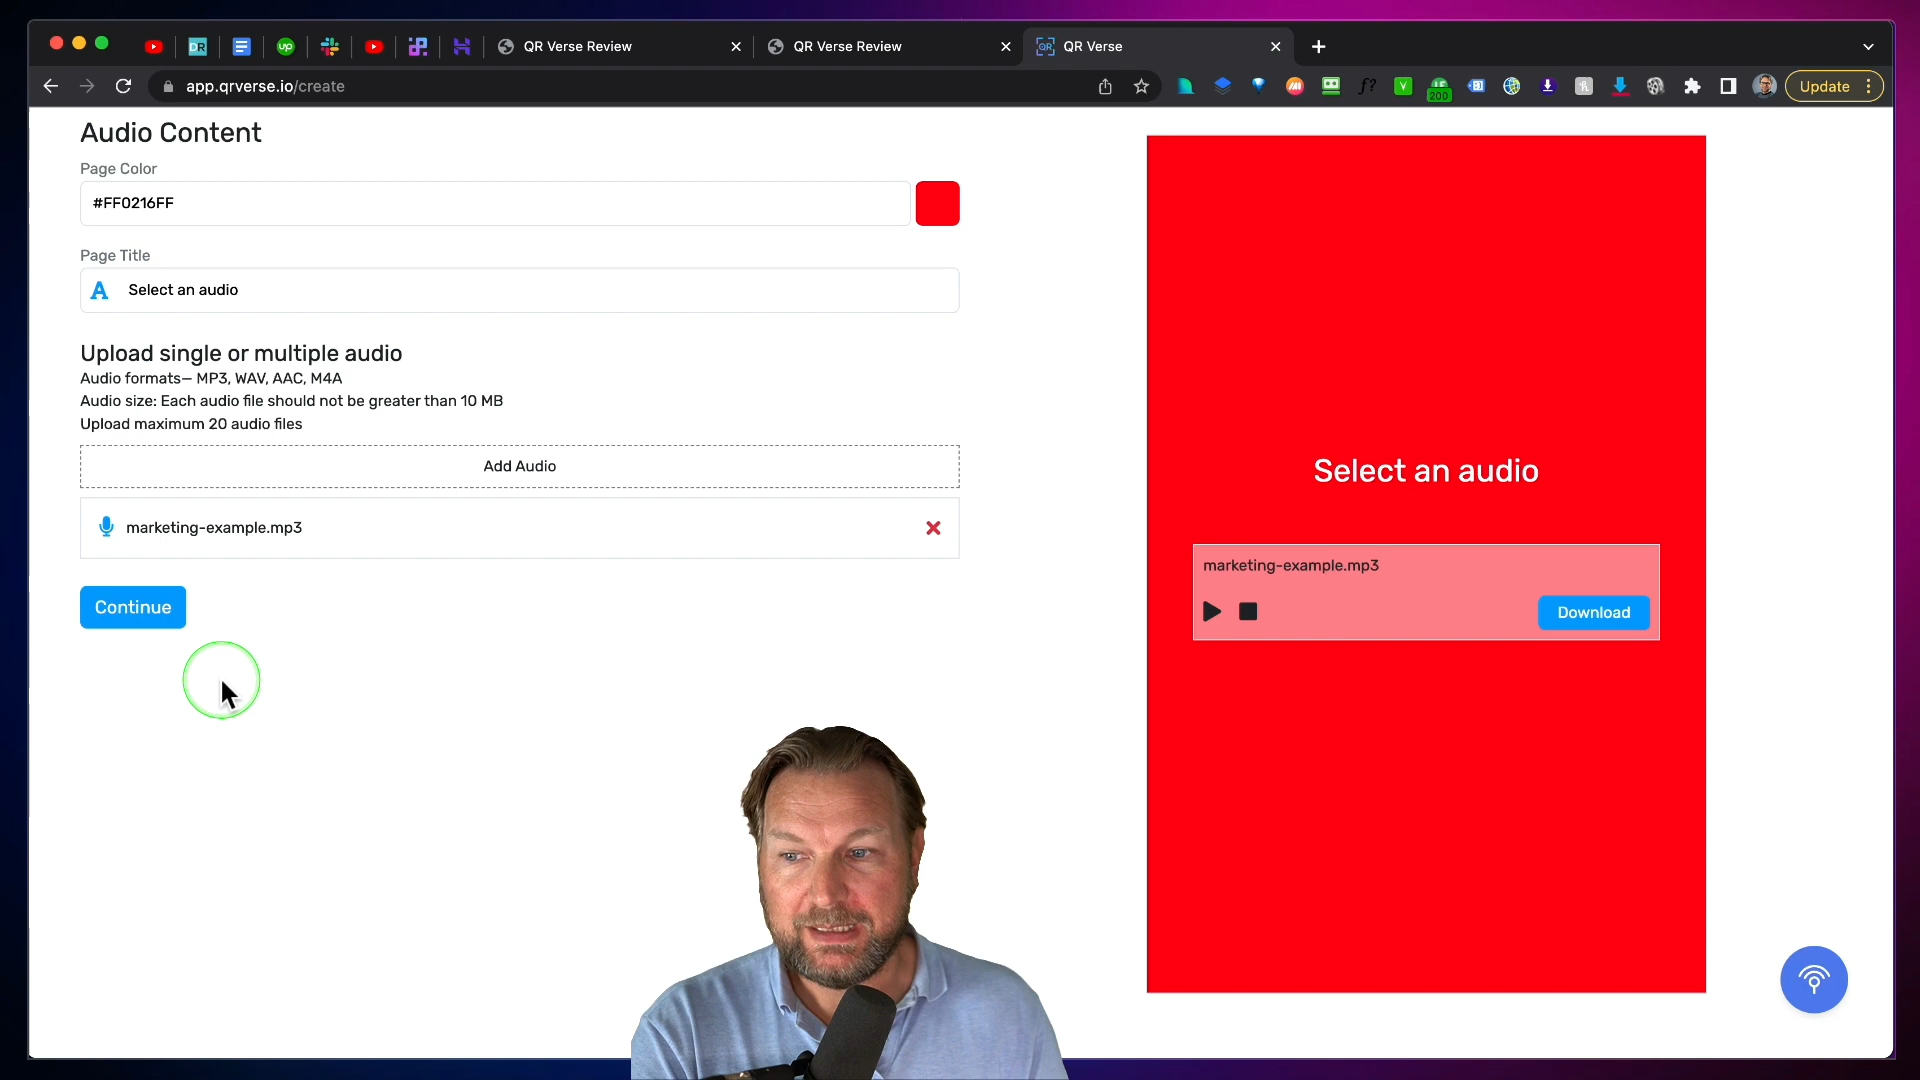 QR Verse Review
QR Verse Review
QR Verse
app.qrverse.io/create
200
Update
Audio Content
Page Color
#FF0216FF
Page Title
A
Select an audio
Upload single or multiple audio
Audio formats— MP3, WAV, AAC, M4A
Audio size: Each audio file should not be greater than 10 MB
Upload maximum 20 audio files
Add Audio
marketing-example.mp3
Continue
Select an audio
marketing-example.mp3
Download